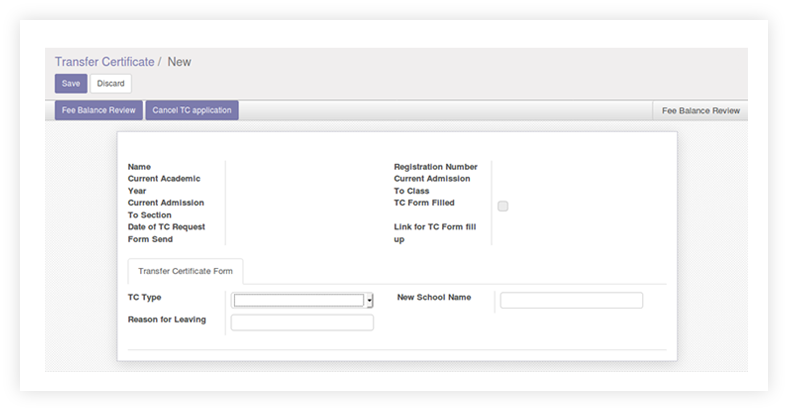 Transfer Certificate / New
Save Discard
Fee Balance Review Cancel TC application Fee Balance Review
Name Registration Number
Current Academic Current Admission
Year To Class
Current Admission TC Form Filled
To Section
Date of TC Request Link for TC Form fill
Form Send up
Transfer Certificate Form
TC Type New School Name
Reason for Leaving